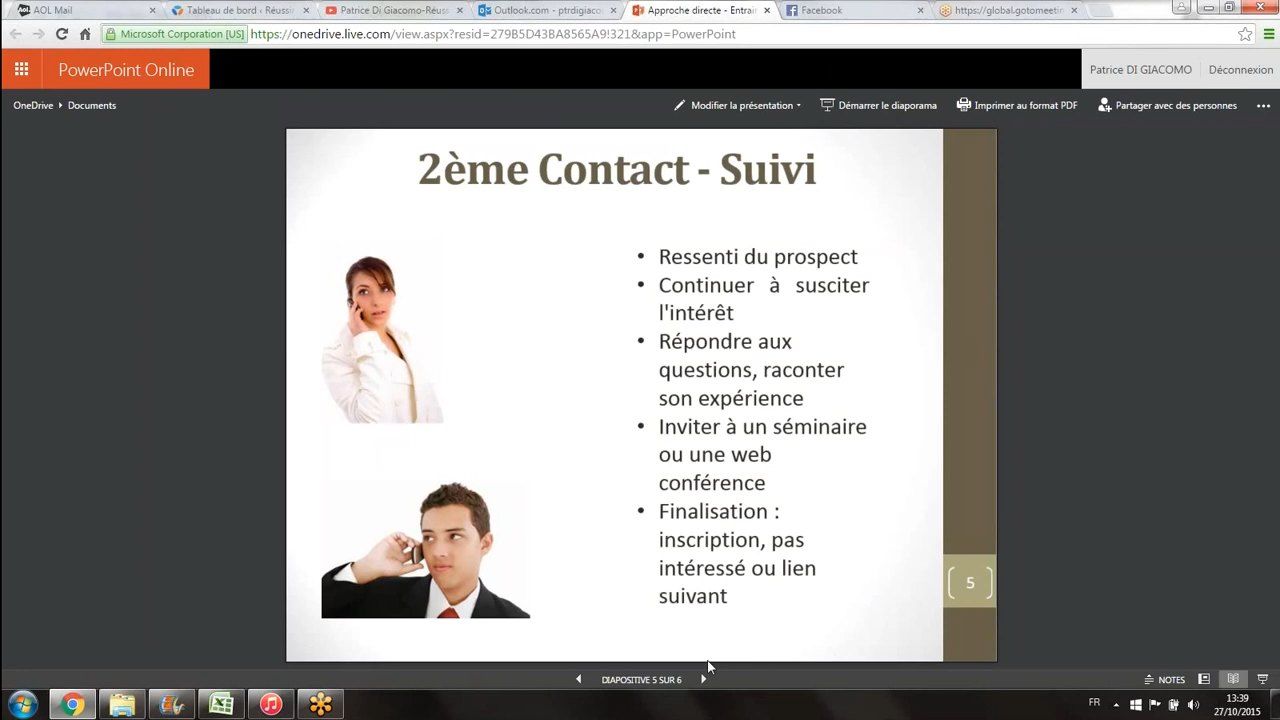 AOL Mail
Tableau de bord ‹ Réussi
Patrice Di Giacomo-Réuss
Outlook.com - ptrdigiaco
Approche directe - Entrai
Facebook
https://global.gotomeetin
Microsoft Corporation [US]
https://onedrive.live.com/view.aspx?resid=279B5D43BA8565A9!321&app=PowerPoint
PowerPoint Online
Patrice DI GIACOMO
Déconnexion
OneDrive
Documents
Modifier la présentation
Démarrer le diaporama
Imprimer au format PDF
Partager avec des personnes
2ème Contact - Suivi
• Ressenti du prospect
• Continuer à susciter
l'intérêt
• Répondre aux
questions, raconter
son expérience
• Inviter à un séminaire
ou une web
conférence
• Finalisation :
inscription, pas
intéressé ou lien
suivant
5
DIAPOSITIVE 5 SUR 6
NOTES
FR
13:39
27/10/2015